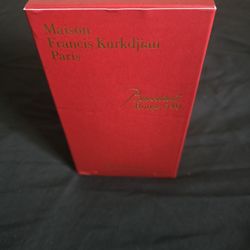 Maison
Francis Kurkdjian
Paris
Baccarat
Rouge 540